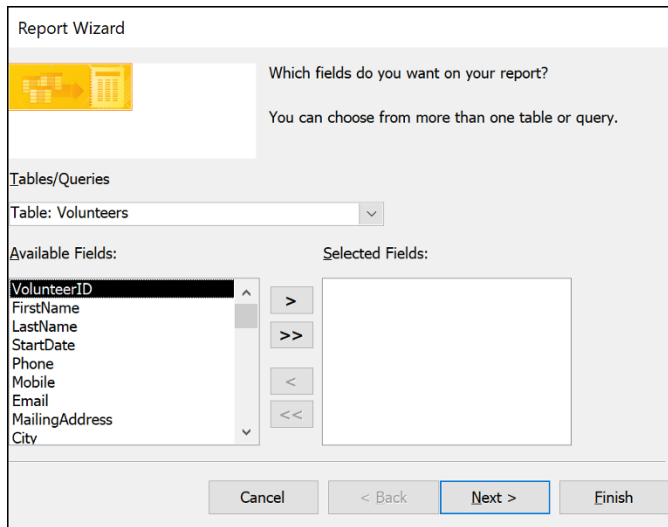 Report Wizard
Which fields do you want on your report?
You can choose from more than one table or query.
Tables/Queries
Table: Volunteers
Available Fields:
Selected Fields:
VolunteerID
FirstName
LastName
StartDate
Phone
Mobile
Email
MailingAddress
City
>
>>
<
<<
Cancel
< Back
Next >
Finish